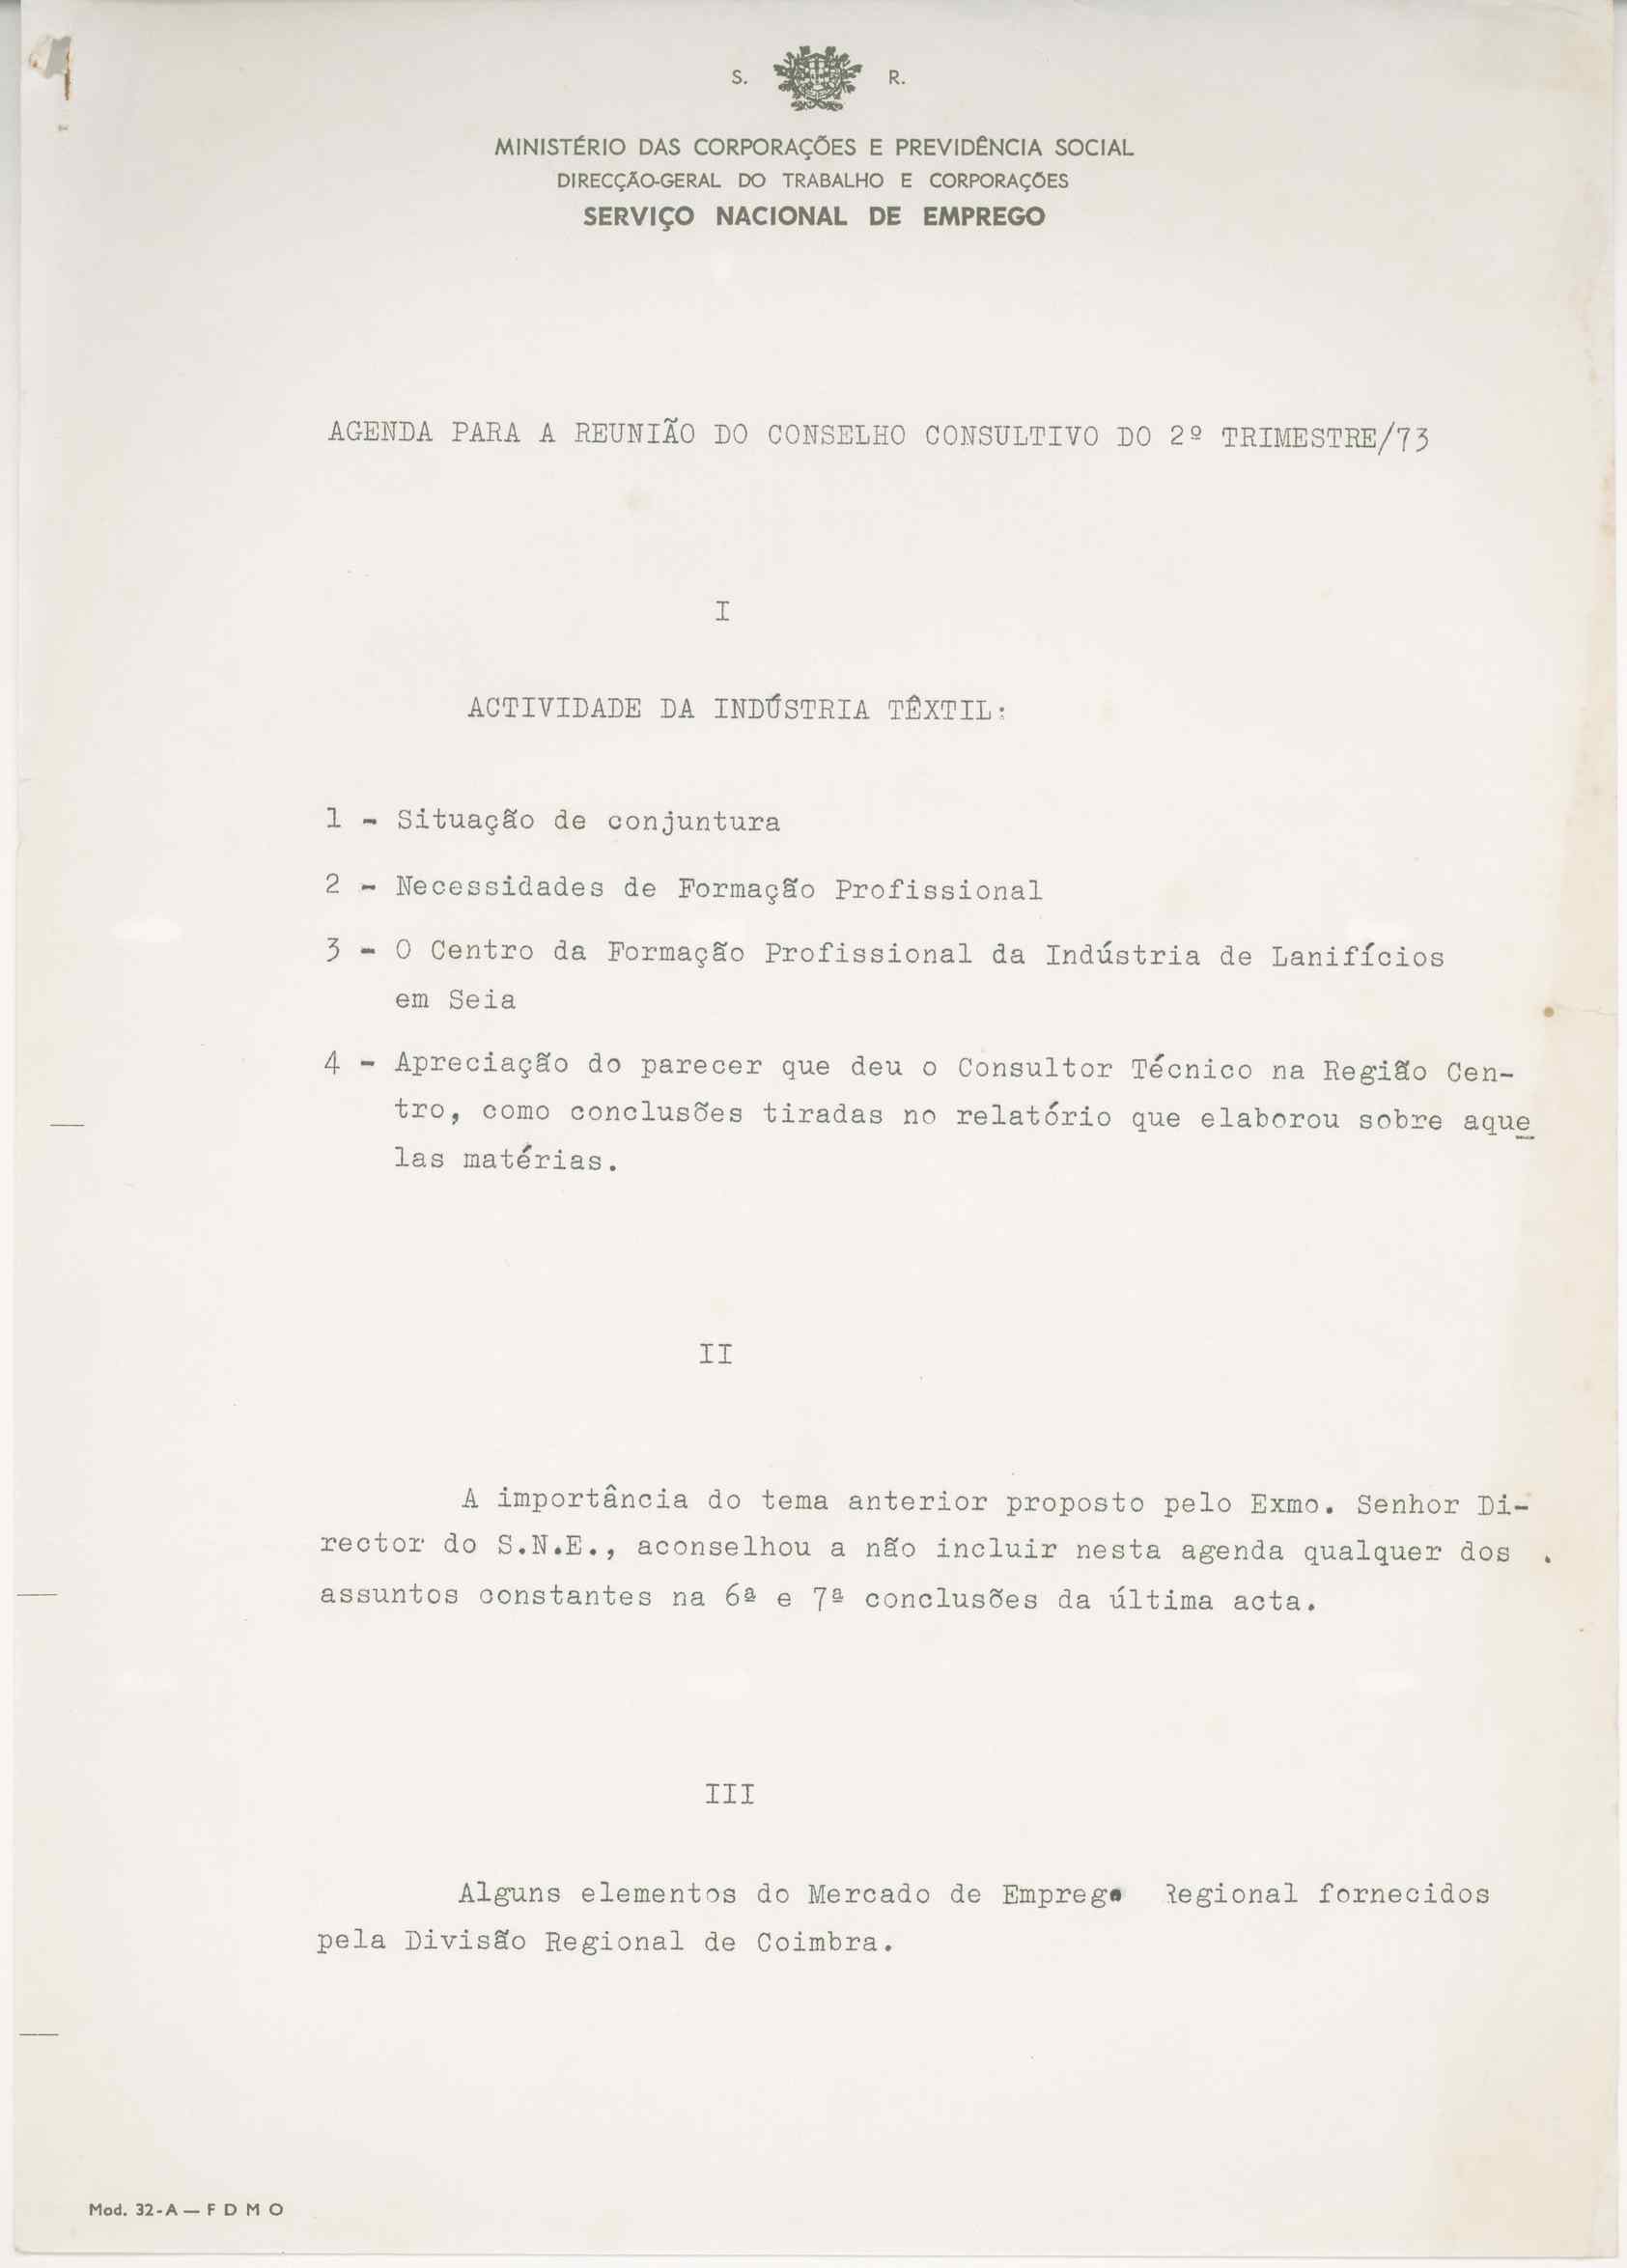 S. R.
MINISTÉRIO DAS CORPORAÇÕES E PREVIDÊNCIA SOCIAL
DIRECÇÃO-GERAL DO TRABALHO E CORPORAÇÕES
SERVIÇO NACIONAL DE EMPREGO
AGENDA PARA A REUNIÃO DO CONSELHO CONSULTIVO DO 2º TRIMESTRE/73
I
ACTIVIDADE DA INDÚSTRIA TÊXTIL:
1 - Situação de conjuntura
2 - Necessidades de Formação Profissional
3 - O Centro da Formação Profissional da Indústria de Lanifícios
em Seia
4 - Apreciação do parecer que deu o Consultor Técnico na Região Cen-
tro, como conclusões tiradas no relatório que elaborou sobre aque
las matérias.
II
A importância do tema anterior proposto pelo Exmo. Senhor Di-
rector do S.N.E., aconselhou a não incluir nesta agenda qualquer dos .
assuntos constantes na 6ª e 7ª conclusões da última acta.
III
Alguns elementos do Mercado de Emprego Regional fornecidos
pela Divisão Regional de Coimbra.
Mod. 32-A — F D M O